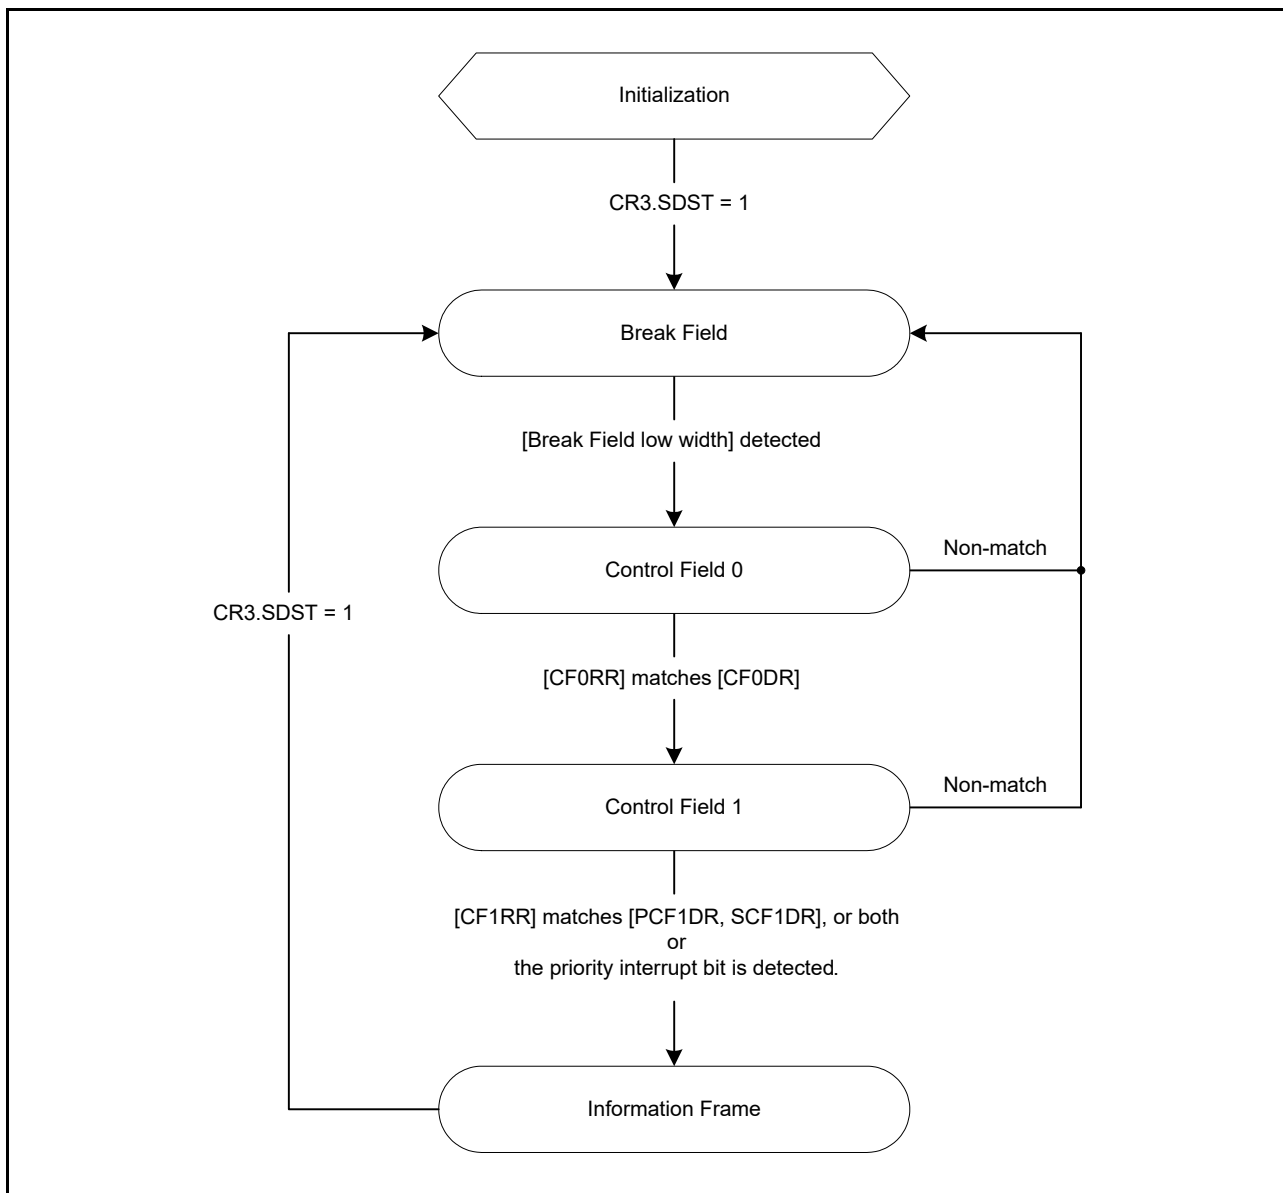 Initialization
CR3.SDST = 1
Break Field
[Break Field low width] detected
Control Field 0
Non-match
CR3.SDST = 1
[CF0RR] matches [CF0DR]
Control Field 1
Non-match
[CF1RR] matches [PCF1DR, SCF1DR], or both
or
the priority interrupt bit is detected.
Information Frame